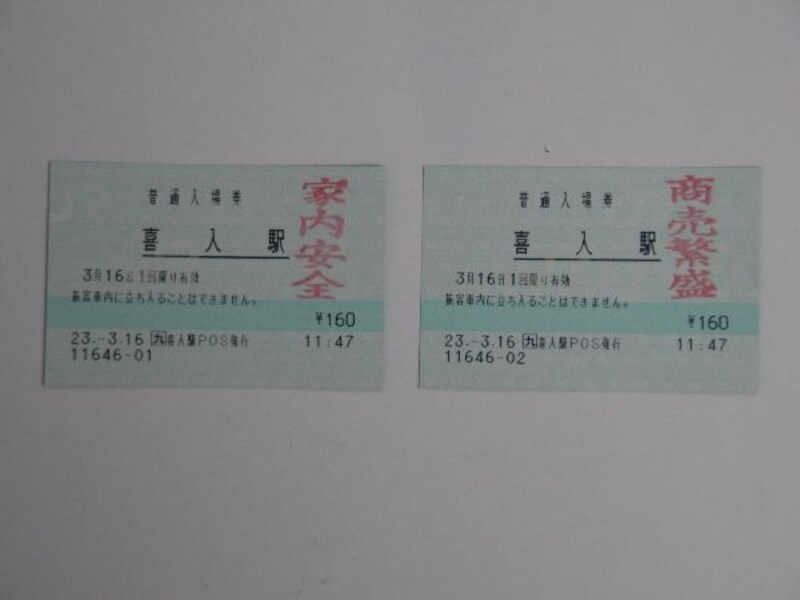 普通入場券
喜入駅
3月16日1回限り有効
旅客車内に立ち入ることはできません。
¥160
23.-3.16 九喜入駅POS発行 11:47
11646-01
家内安全
普通入場券
喜入駅
3月16日1回限り有効
旅客車内に立ち入ることはできません。
¥160
23.-3.16 九喜入駅POS発行 11:47
11646-02
商売繁盛